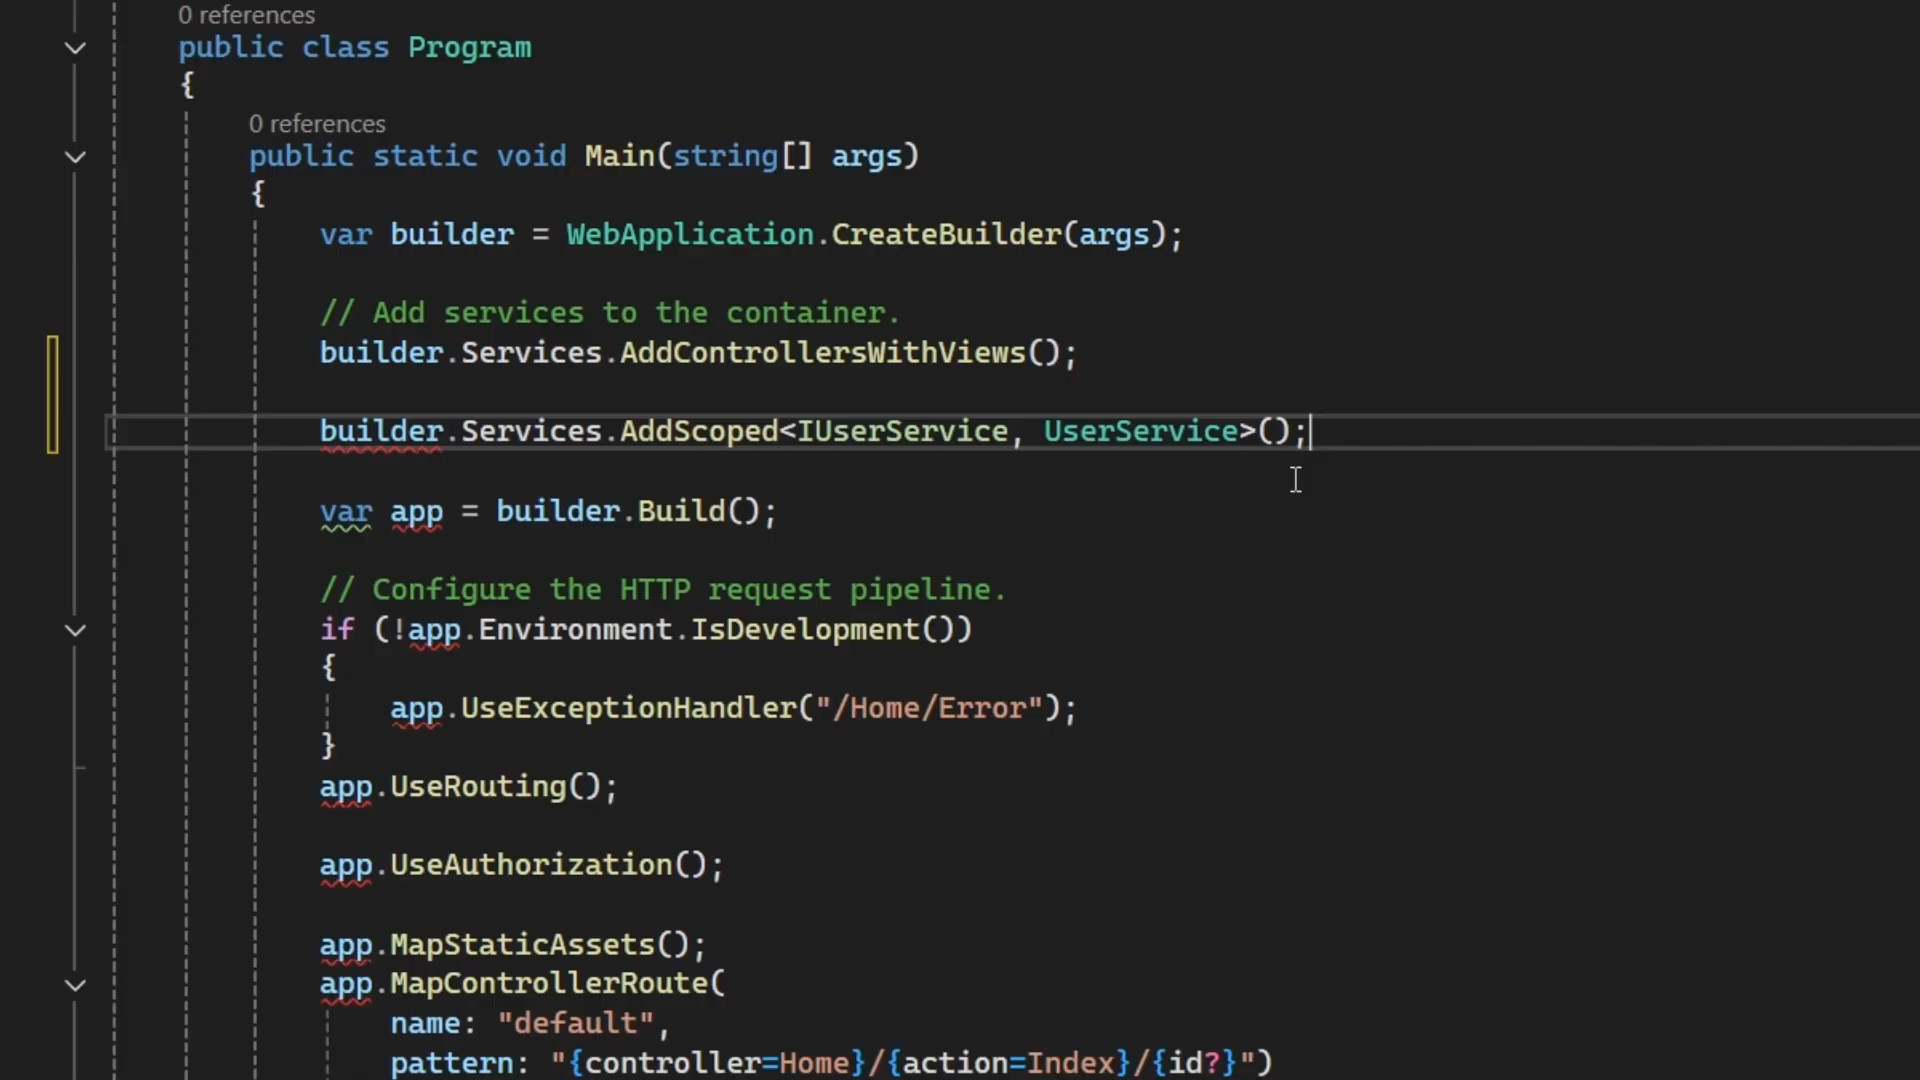 0 references
public class Program
{
0 references
public static void Main(string[] args)
{
var builder = WebApplication.CreateBuilder(args);
// Add services to the container.
builder.Services.AddControllersWithViews();
builder.Services.AddScoped<IUserService, UserService>();
var app = builder.Build();
// Configure the HTTP request pipeline.
if (!app.Environment.IsDevelopment())
{
app.UseExceptionHandler("/Home/Error");
}
app.UseRouting();
app.UseAuthorization();
app.MapStaticAssets();
app.MapControllerRoute(
name: "default",
pattern: "{controller=Home}/{action=Index}/{id?}")